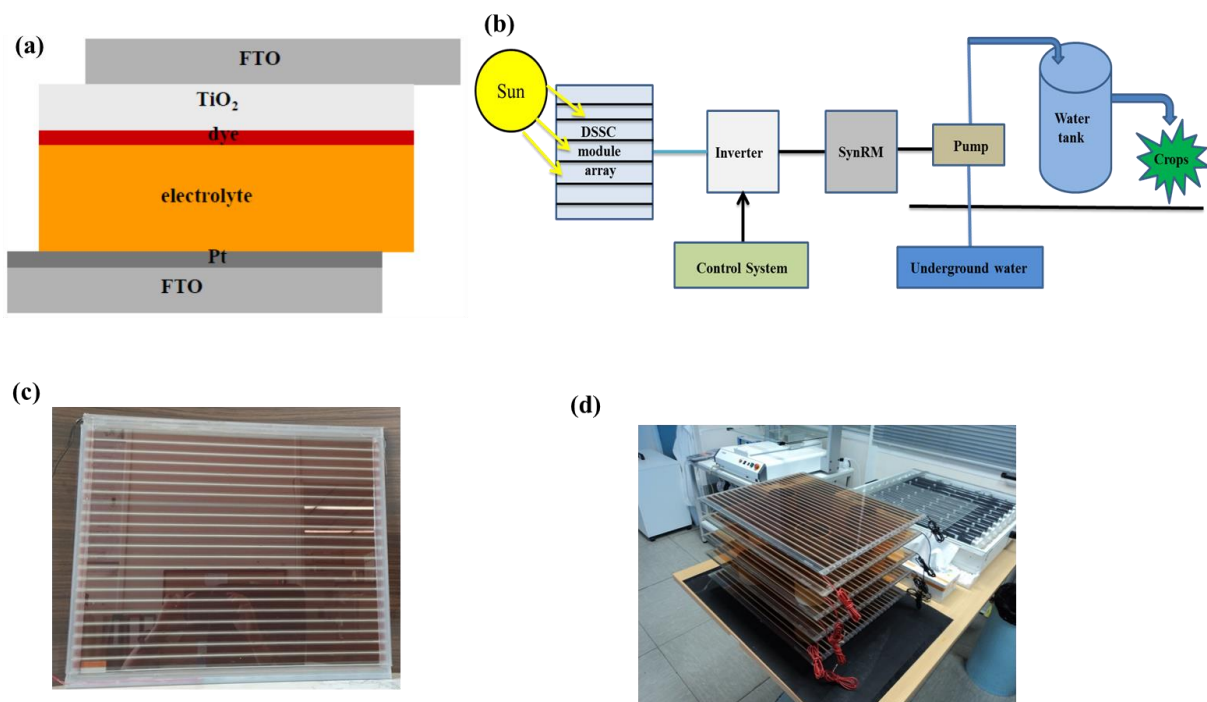 (a)
FTO
TiO₂
dye
electrolyte
Pt
FTO
(b)
Sun
DSSC
module
array
Inverter
SynRM
Pump
Water
tank
Crops
Control System
Underground water
(c)
(d)